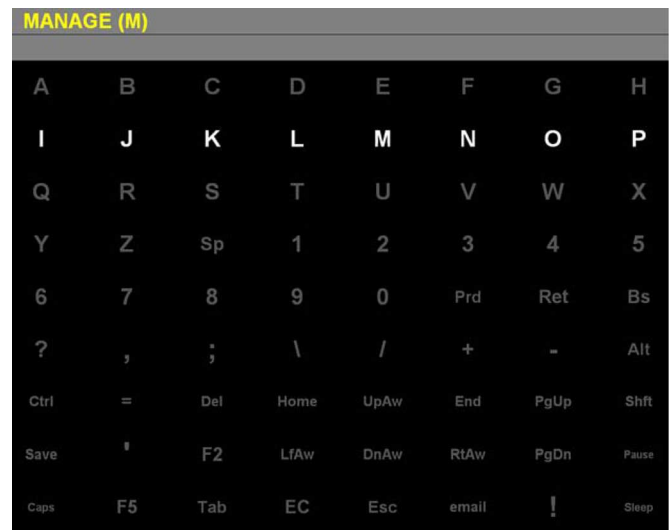 MANAGE (M)
A B C D E F G H
I J K L M N O P
Q R S T U V W X
Y Z Sp 1 2 3 4 5
6 7 8 9 0 Prd Ret Bs
? , ; \ / + - Alt
Ctrl = Del Home UpAw End PgUp Shft
Save ' F2 LfAw DnAw RtAw PgDn Pause
Caps F5 Tab EC Esc email ! Sleep